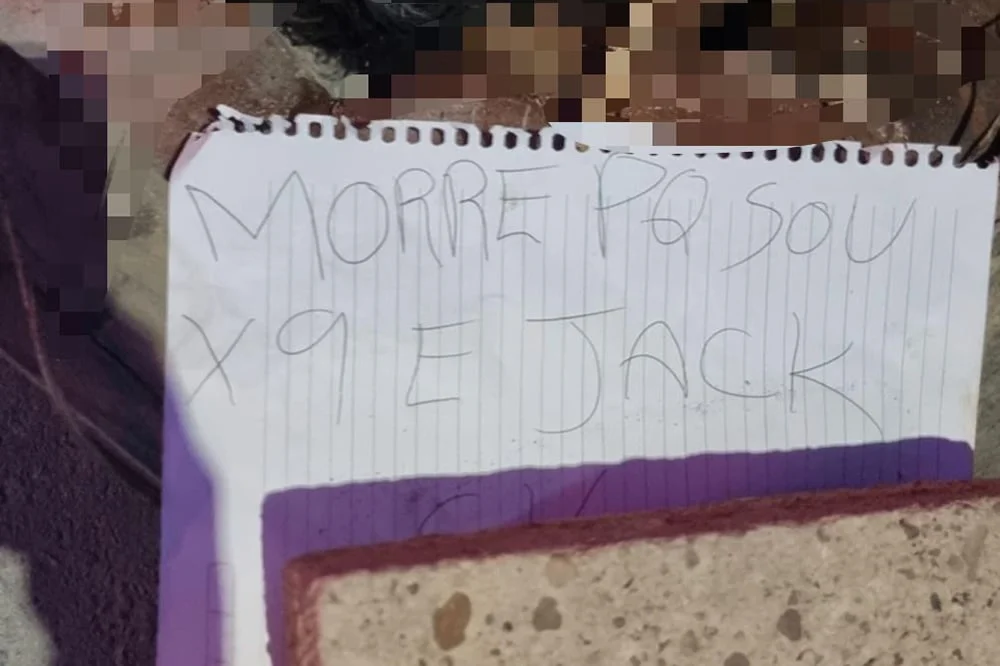 MORRE PQ SOU
X9 E JACK